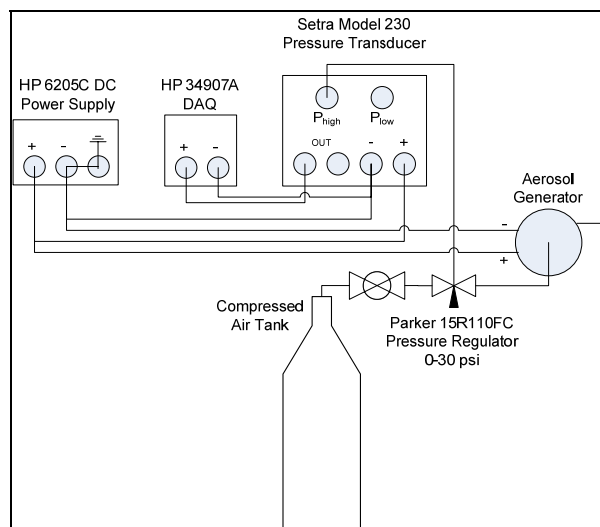 Setra Model 230
Pressure Transducer
HP 6205C DC
Power Supply
HP 34907A
DAQ
P high
P low
OUT
+ -
+ -
- +
Aerosol
Generator
-
+
Compressed
Air Tank
Parker 15R110FC
Pressure Regulator
0-30 psi